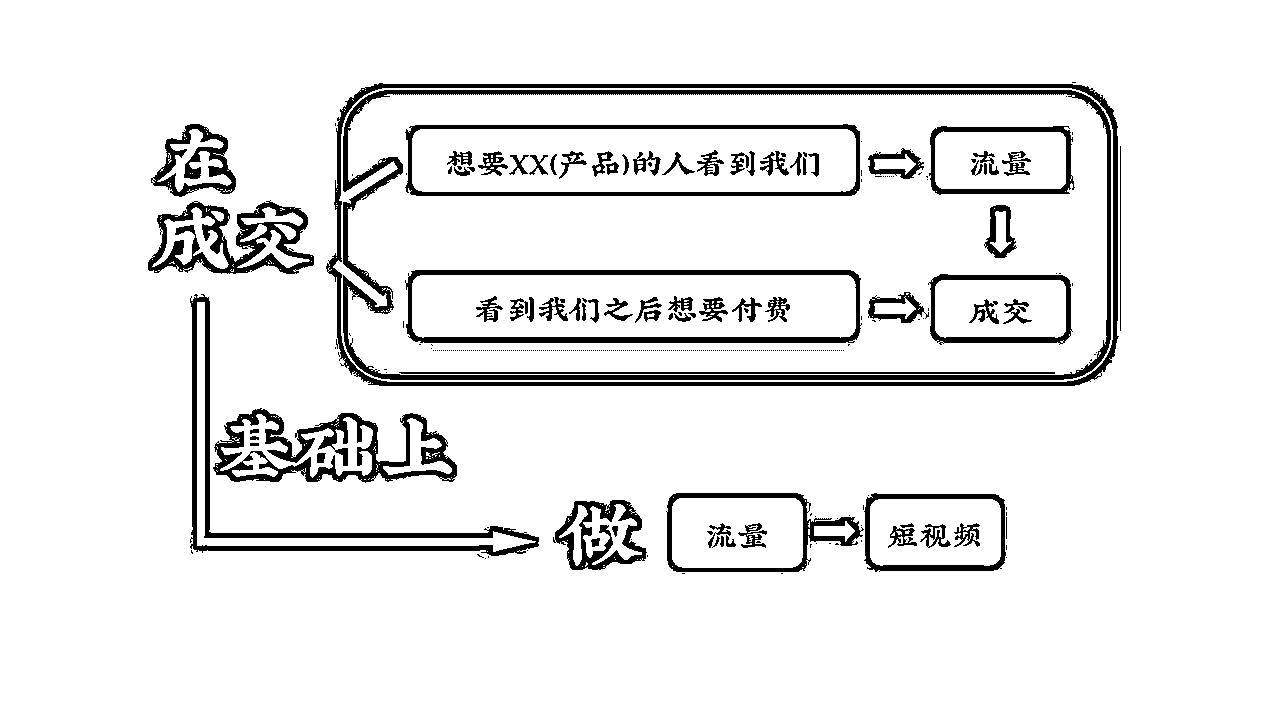 在
成交
想要XX(产品)的人看到我们
流量
看到我们之后想要付费
成交
基础上
做
流量
短视频